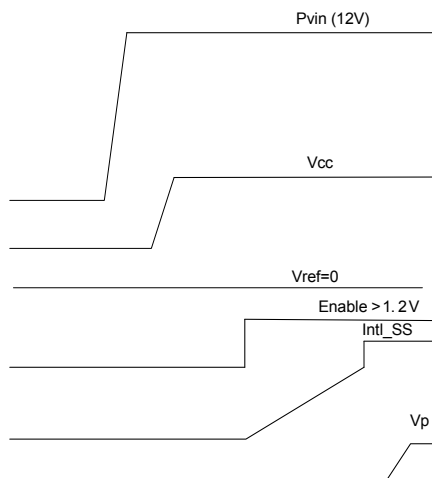 Pvin (12V)
Vcc
Vref=0
Enable >1.2V
Intl_SS
Vp